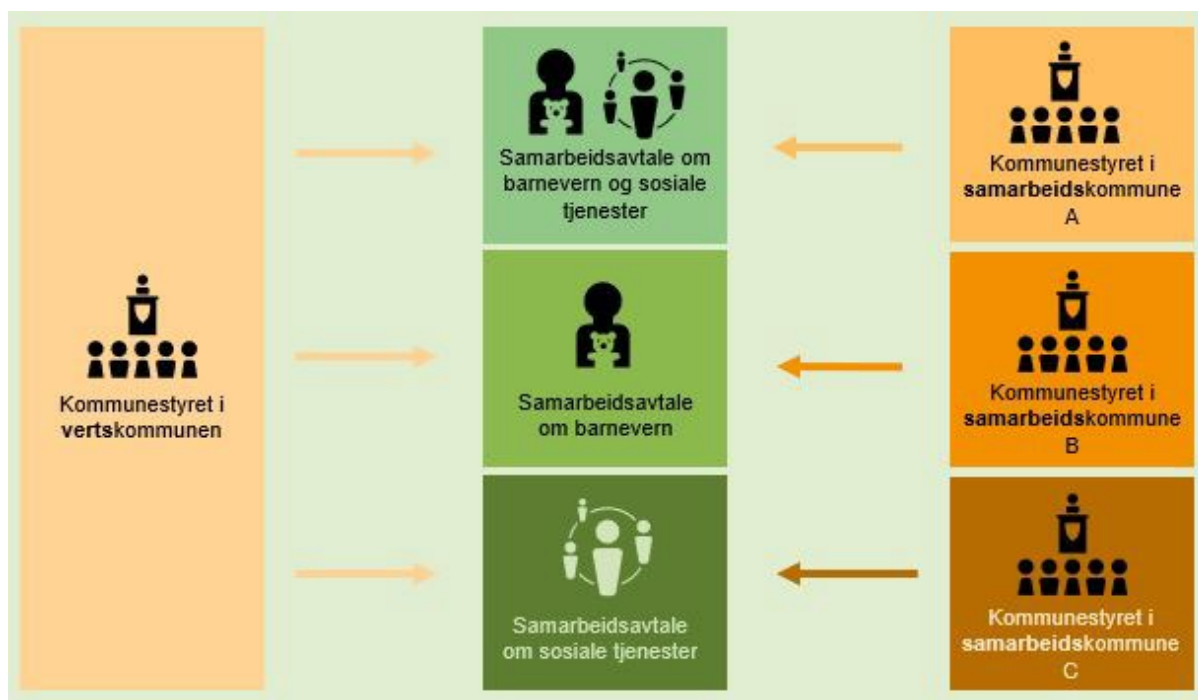 Kommunestyret i
vertskommunen
Samarbeidsavtale om
barnevern og sosiale
tjenester
Samarbeidsavtale
om barnevern
Samarbeidsavtale
om sosiale tjenester
Kommunestyret i
samarbeidskommune
A
Kommunestyret i
samarbeidskommune
B
Kommunestyret i
samarbeidskommune
C